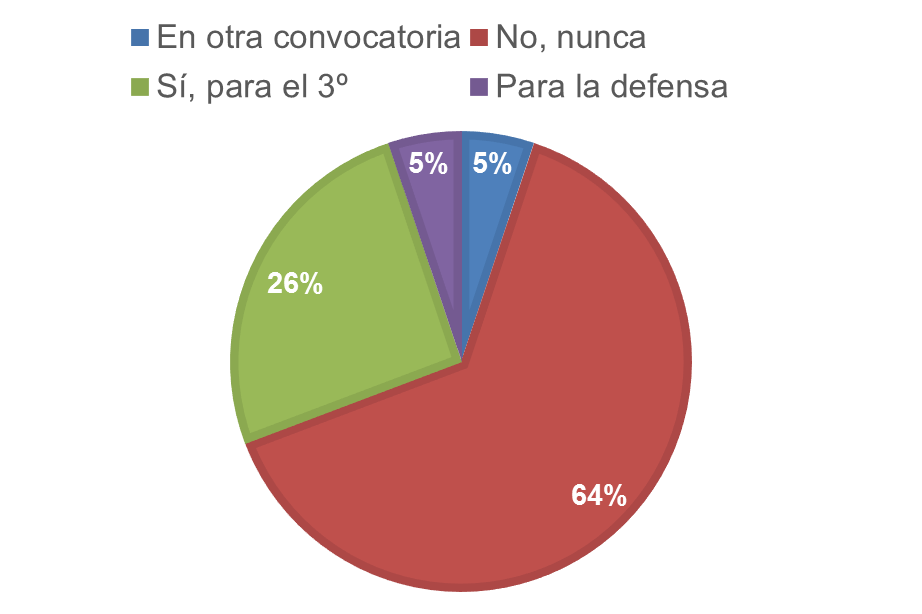 En otra convocatoria No, nunca
Sí, para el 3º Para la defensa
5% 5%
26%
64%